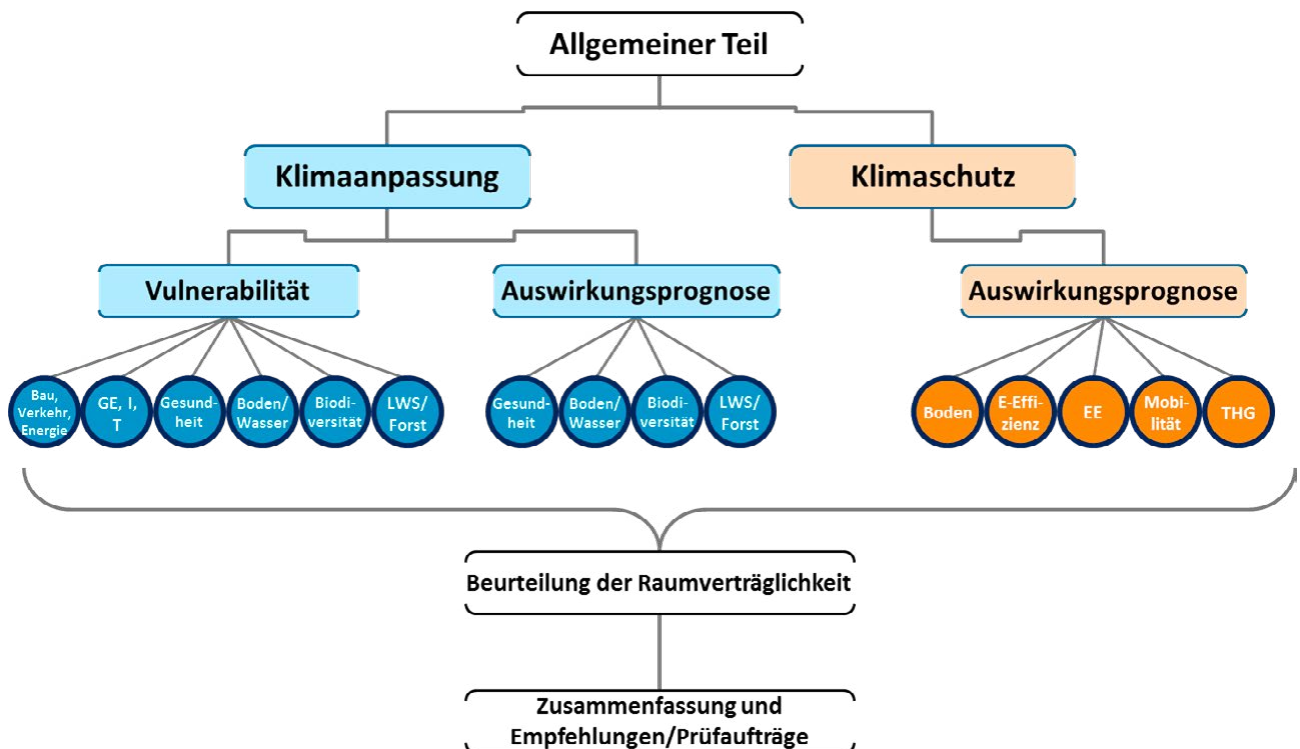 Allgemeiner Teil
Klimaanpassung
Klimaschutz
Vulnerabilität
Auswirkungsprognose
Auswirkungsprognose
Bau,
Verkehr,
Energie
GE, I,
T
Gesund-
heit
Boden/
Wasser
Biodi-
versität
LWS/
Forst
Gesund-
heit
Boden/
Wasser
Biodi-
versität
LWS/
Forst
Boden
E-Effi-
zienz
EE
Mobi-
lität
THG
Beurteilung der Raumverträglichkeit
Zusammenfassung und
Empfehlungen/Prüfaufträge